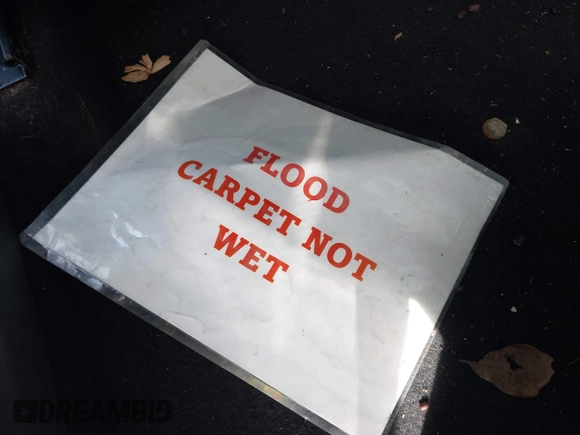 FLOOD
CARPET NOT
WET
DREAMBID